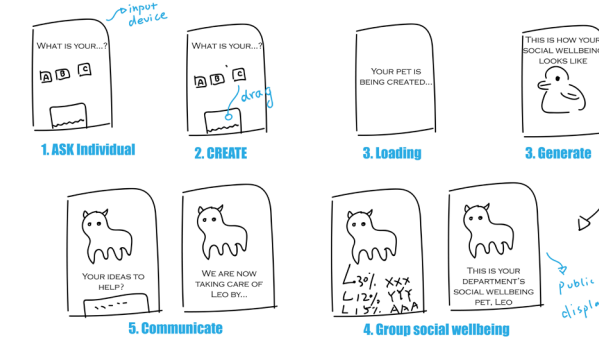 input
device
WHAT IS YOUR...?
A B C
1. ASK Individual
WHAT IS YOUR...?
A B C
drag
2. CREATE
YOUR PET IS
BEING CREATED...
3. Loading
THIS IS HOW YOUR
SOCIAL WELLBEING
LOOKS LIKE
3. Generate
YOUR IDEAS TO
HELP?
WE ARE NOW
TAKING CARE OF
LEO BY...
5. Communicate
30% XXX
12% YYY
15% AAA
THIS IS YOUR
DEPARTMENT'S
SOCIAL WELLBEING
PET, LEO
4. Group social wellbeing
public
displa